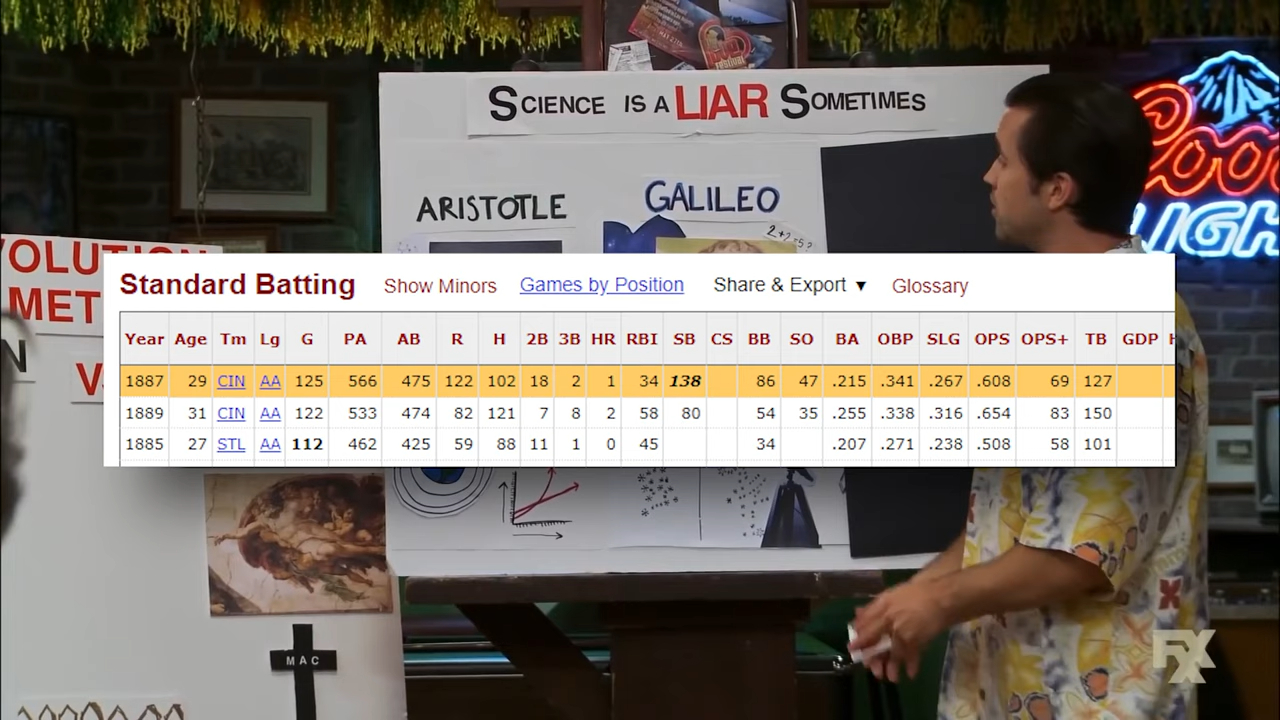 SCIENCE IS A LIAR SOMETIMES
ARISTOTLE GALILEO
2+2=5?
VOLUTION
MET
Coo
LIGH
Standard Batting Show Minors Games by Position Share & Export ▼ Glossary
Year Age Tm Lg G PA AB R H 2B 3B HR RBI SB CS BB SO BA OBP SLG OPS OPS+ TB GDP H
1887 29 CIN AA 125 566 475 122 102 18 2 1 34 138 86 47 .215 .341 .267 .608 69 127
1889 31 CIN AA 122 533 474 82 121 7 8 2 58 80 54 35 .255 .338 .316 .654 83 150
1885 27 STL AA 112 462 425 59 88 11 1 0 45 34 .207 .271 .238 .508 58 101
N
V
MAC
FX